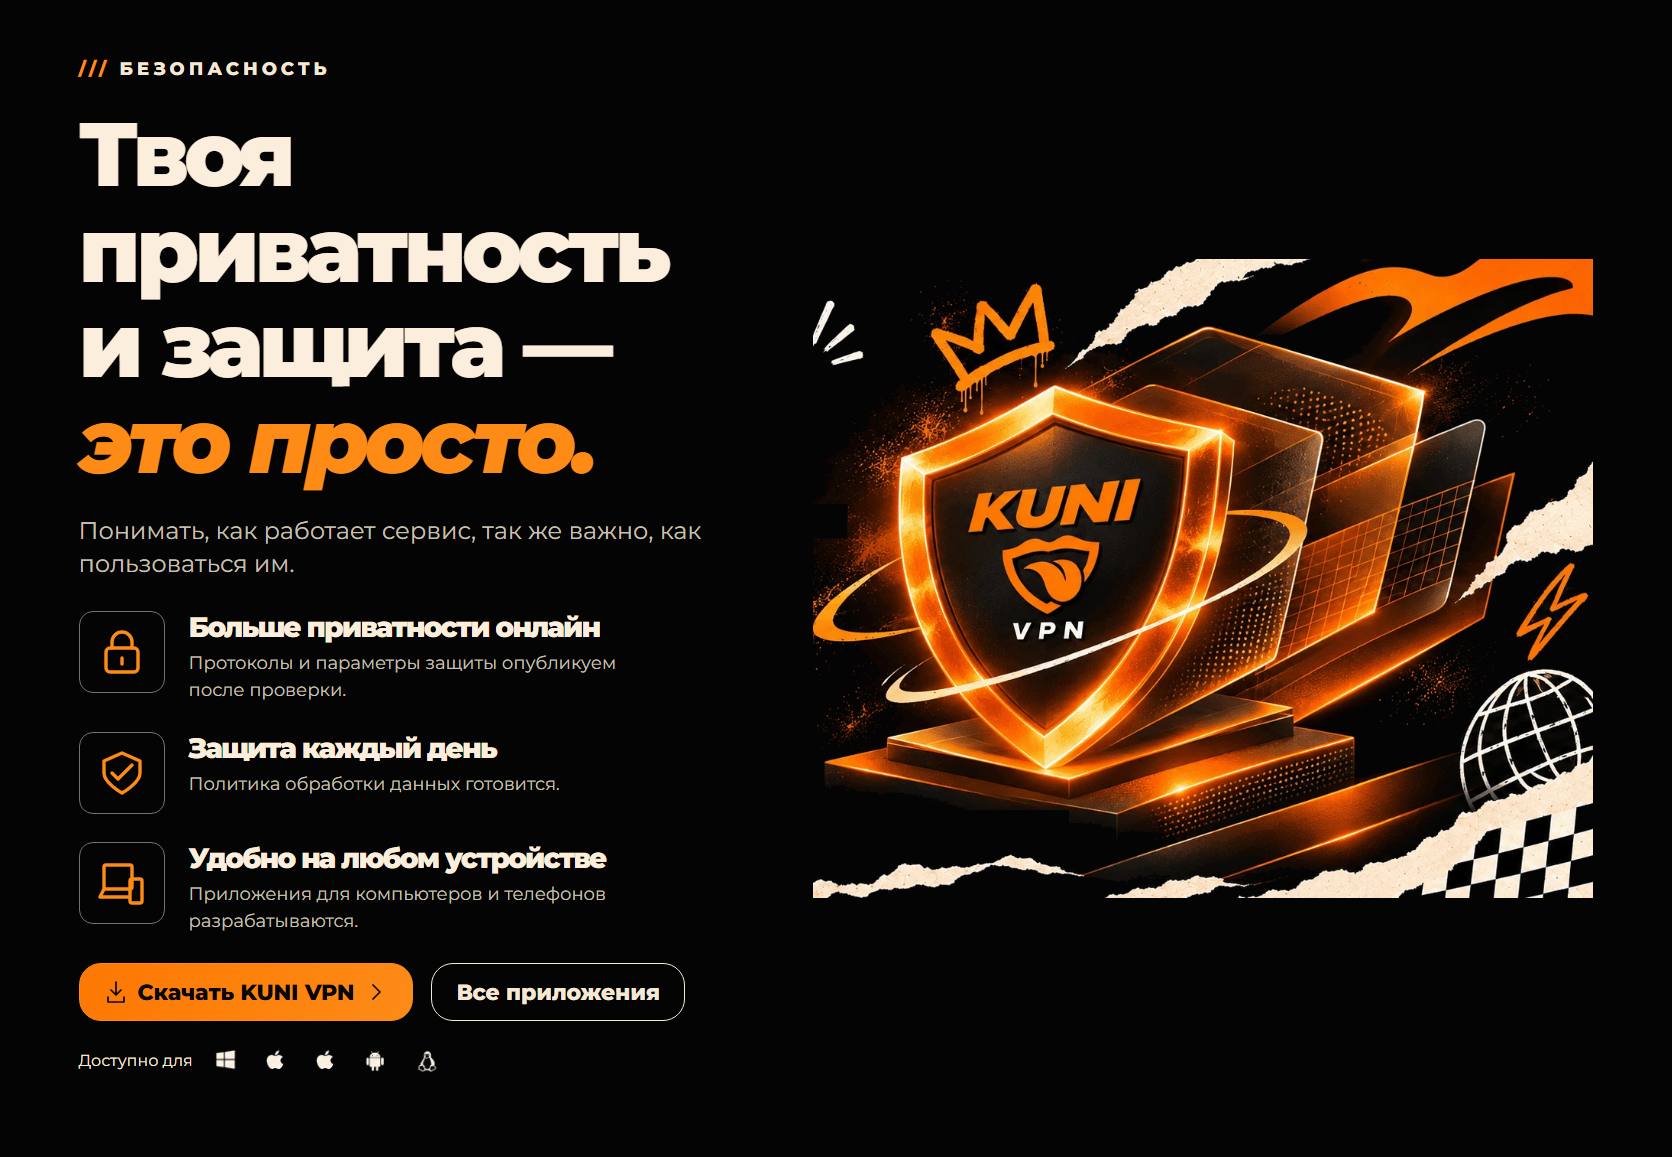 /// БЕЗОПАСНОСТЬ
Твоя
приватность
и защита —
это просто.
Понимать, как работает сервис, так же важно, как
пользоваться им.
Больше приватности онлайн
Протоколы и параметры защиты опубликуем
после проверки.
Защита каждый день
Политика обработки данных готовится.
Удобно на любом устройстве
Приложения для компьютеров и телефонов
разрабатываются.
Скачать KUNI VPN
Все приложения
Доступно для
KUNI
VPN